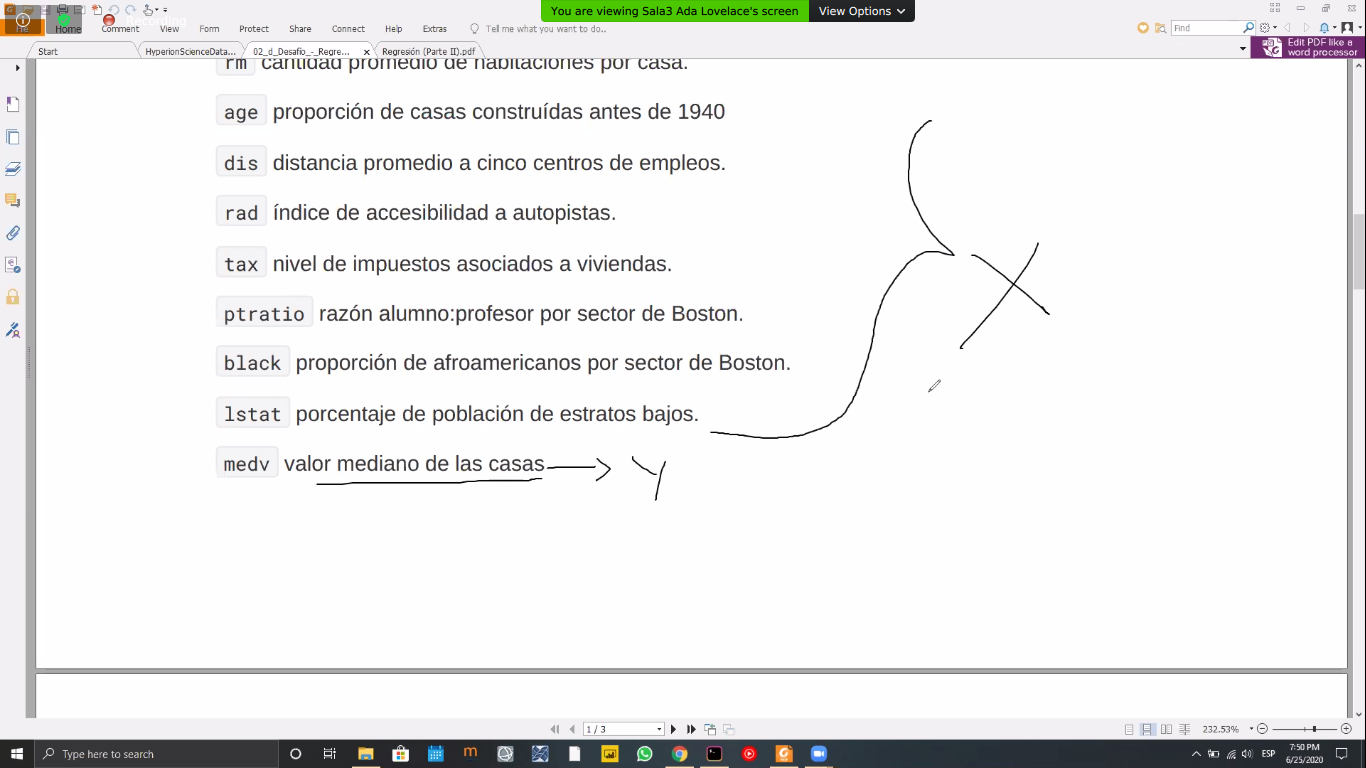 Recording
You are viewing Sala3 Ada Lovelace's screen
View Options
File Home Comment View Form Protect Share Connect Help Extras Tell me what you want to do.. Find
Start HyperionScienceData... 02_d_Desafio_-_Regre... Regresión (Parte II).pdf
Edit PDF like a
word processor
rm cantidad promedio de habitaciones por casa.
age proporción de casas construídas antes de 1940
dis distancia promedio a cinco centros de empleos.
rad índice de accesibilidad a autopistas.
tax nivel de impuestos asociados a viviendas.
ptratio razón alumno:profesor por sector de Boston.
black proporción de afroamericanos por sector de Boston.
lstat porcentaje de población de estratos bajos.
medv valor mediano de las casas
Y
X
1 / 3
232.53%
Type here to search
m
ESP
7:50 PM
6/25/2020